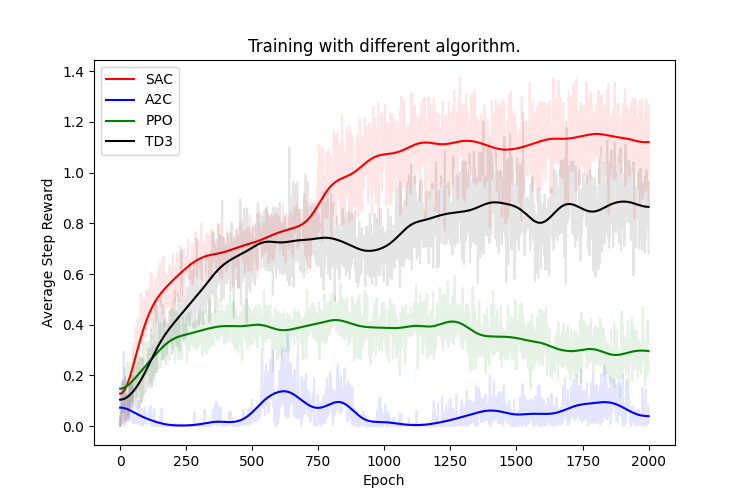 Training with different algorithm.
SAC
A2C
PPO
TD3
Average Step Reward
1.4
1.2
1.0
0.8
0.6
0.4
0.2
0.0
0 250 500 750 1000 1250 1500 1750 2000
Epoch